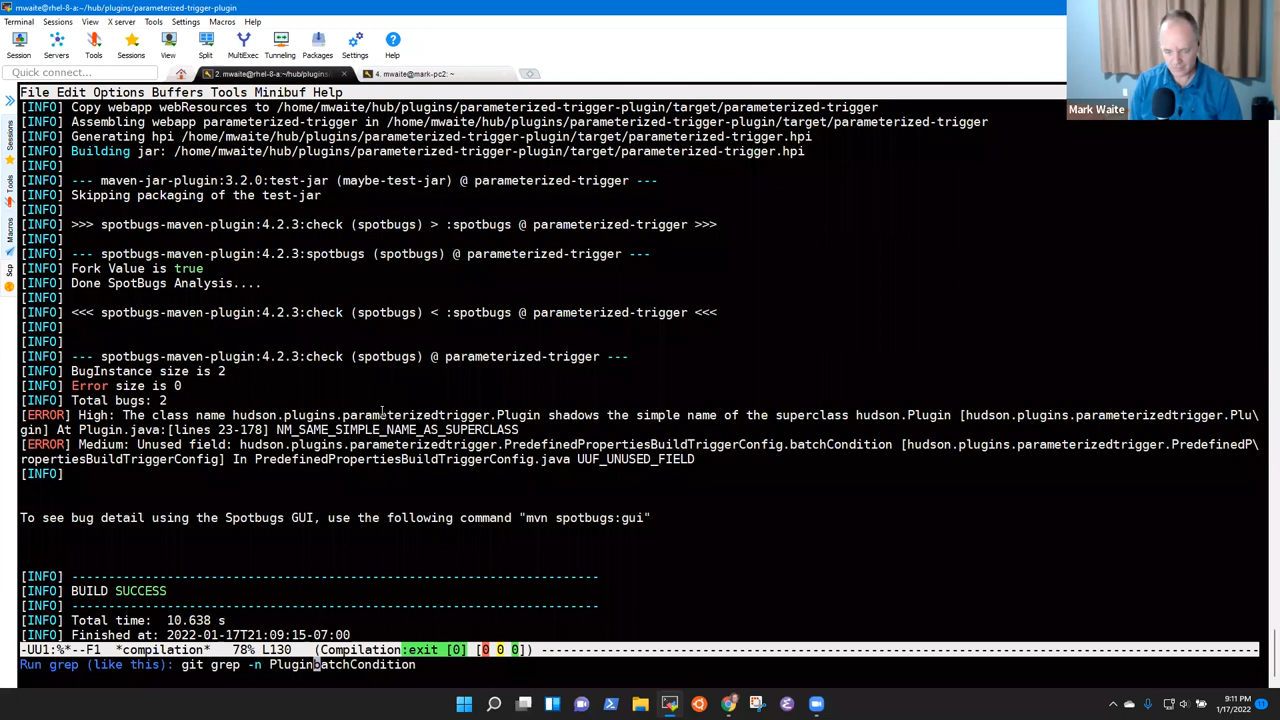 mwaite@rhel-8-a:~/hub/plugins/parameterized-trigger-plugin
Terminal Sessions View X server Tools Settings Macros Help
Session Servers Tools Sessions View Split MultiExec Tunneling Packages Settings Help
Quick connect...
2. mwaite@rhel-8-a:~/hub/plugins/
4. mwaite@mark-pc2: ~
Mark Waite
Sessions
Tools
Macros
Scp
File Edit Options Buffers Tools Minibuf Help
[INFO] Copy webapp webResources to /home/mwaite/hub/plugins/parameterized-trigger-plugin/target/parameterized-trigger
[INFO] Assembling webapp parameterized-trigger in /home/mwaite/hub/plugins/parameterized-trigger-plugin/target/parameterized-trigger
[INFO] Generating hpi /home/mwaite/hub/plugins/parameterized-trigger-plugin/target/parameterized-trigger.hpi
[INFO] Building jar: /home/mwaite/hub/plugins/parameterized-trigger-plugin/target/parameterized-trigger.hpi
[INFO]
[INFO] --- maven-jar-plugin:3.2.0:test-jar (maybe-test-jar) @ parameterized-trigger ---
[INFO] Skipping packaging of the test-jar
[INFO]
[INFO] >>> spotbugs-maven-plugin:4.2.3:check (spotbugs) > :spotbugs @ parameterized-trigger >>>
[INFO]
[INFO] --- spotbugs-maven-plugin:4.2.3:spotbugs (spotbugs) @ parameterized-trigger ---
[INFO] Fork Value is true
[INFO] Done SpotBugs Analysis....
[INFO]
[INFO] <<< spotbugs-maven-plugin:4.2.3:check (spotbugs) < :spotbugs @ parameterized-trigger <<<
[INFO]
[INFO]
[INFO] --- spotbugs-maven-plugin:4.2.3:check (spotbugs) @ parameterized-trigger ---
[INFO] BugInstance size is 2
[INFO] Error size is 0
[INFO] Total bugs: 2
[ERROR] High: The class name hudson.plugins.parameterizedtrigger.Plugin shadows the simple name of the superclass hudson.Plugin [hudson.plugins.parameterizedtrigger.Plu\
gin] At Plugin.java:[lines 23-178] NM_SAME_SIMPLE_NAME_AS_SUPERCLASS
[ERROR] Medium: Unused field: hudson.plugins.parameterizedtrigger.PredefinedPropertiesBuildTriggerConfig.batchCondition [hudson.plugins.parameterizedtrigger.PredefinedP\
ropertiesBuildTriggerConfig] In PredefinedPropertiesBuildTriggerConfig.java UUF_UNUSED_FIELD
[INFO]
To see bug detail using the Spotbugs GUI, use the following command "mvn spotbugs:gui"
[INFO] ------------------------------------------------------------------------
[INFO] BUILD SUCCESS
[INFO] ------------------------------------------------------------------------
[INFO] Total time:  10.638 s
[INFO] Finished at: 2022-01-17T21:09:15-07:00
-UU1:%*--F1  *compilation*   78% L130   (Compilation:exit [0] [0 0 0]) ------------------------------------------------------------
Run grep (like this): git grep -n PluginbatchCondition
9:11 PM
1/17/2022